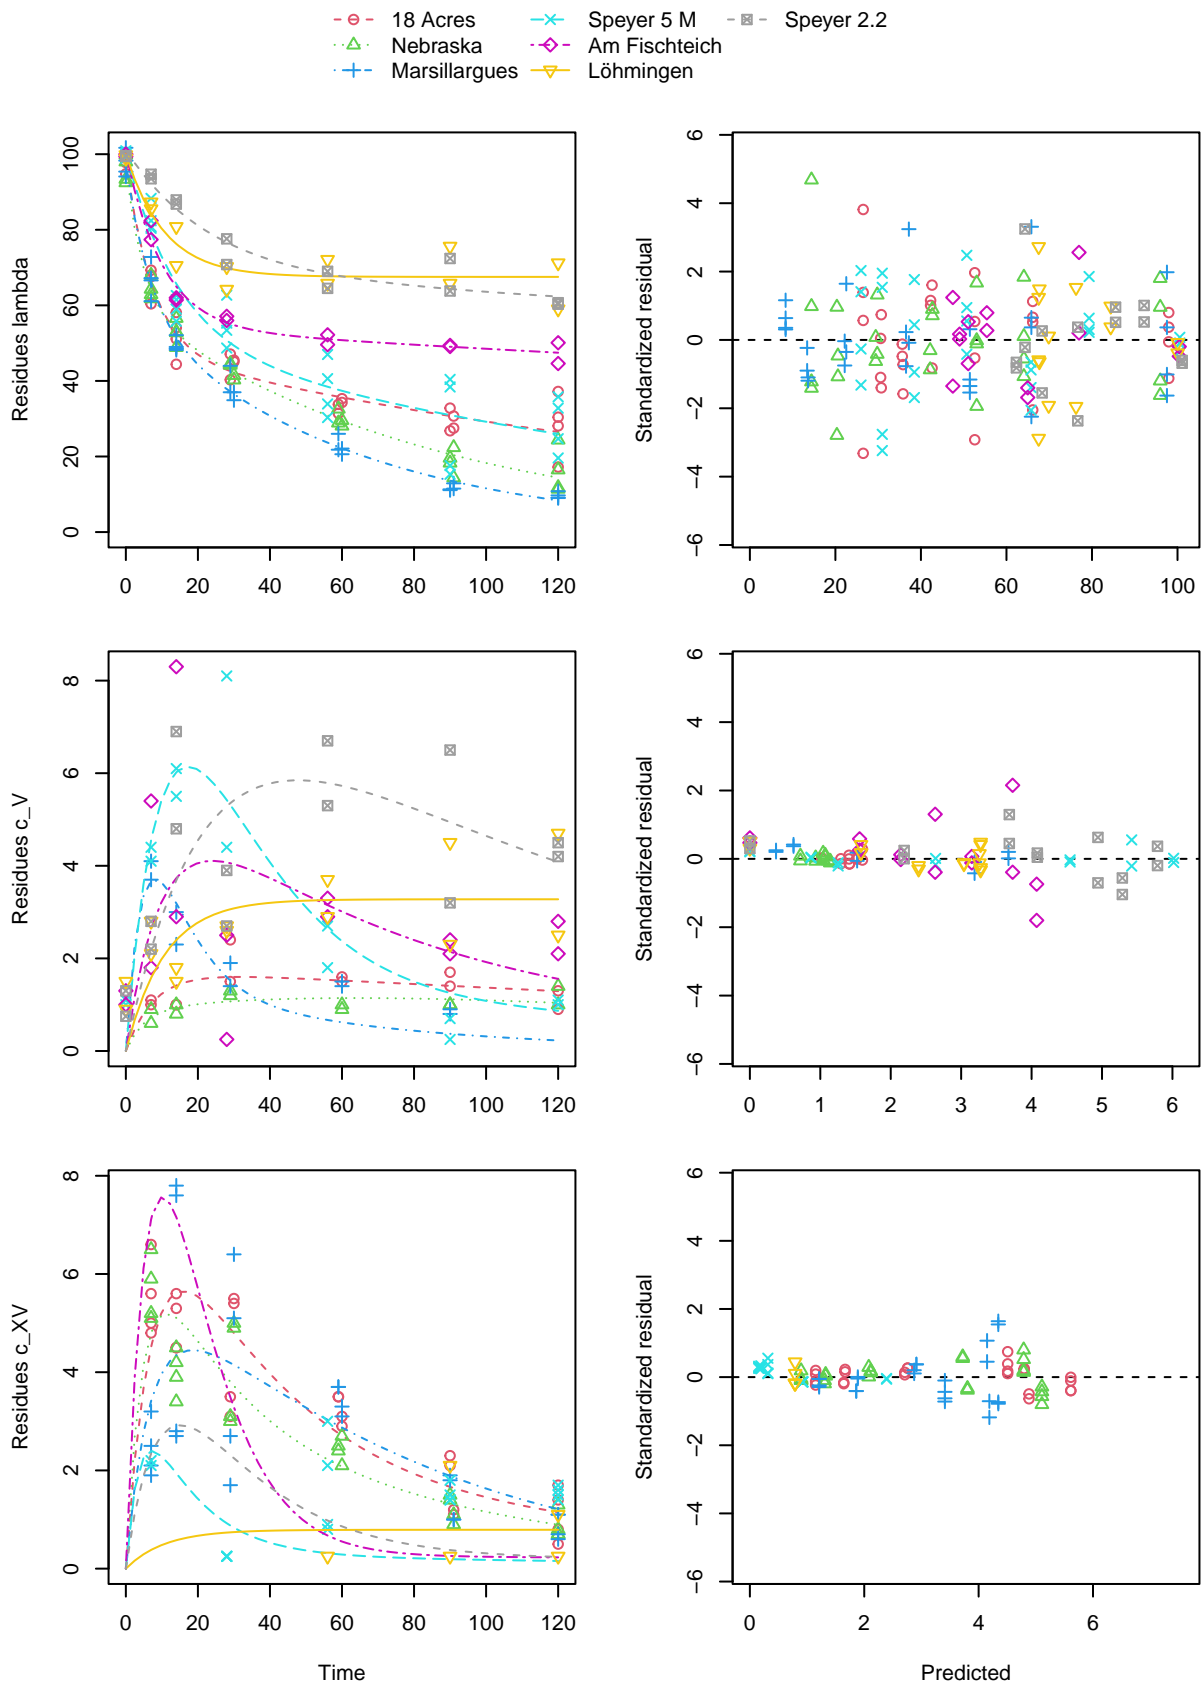 18 Acres Speyer 5 M Speyer 2.2
Nebraska Am Fischteich
Marsillargues Löhmingen
Residues lambda
100
80
60
40
20
0
0 20 40 60 80 100 120
Standardized residual
6
4
2
0
−2
−4
−6
0 20 40 60 80 100
Residues c_V
8
6
4
2
0
0 20 40 60 80 100 120
Standardized residual
6
4
2
0
−2
−4
−6
0 1 2 3 4 5 6
Residues c_XV
8
6
4
2
0
0 20 40 60 80 100 120
Time
Standardized residual
6
4
2
0
−2
−4
−6
0 2 4 6
Predicted